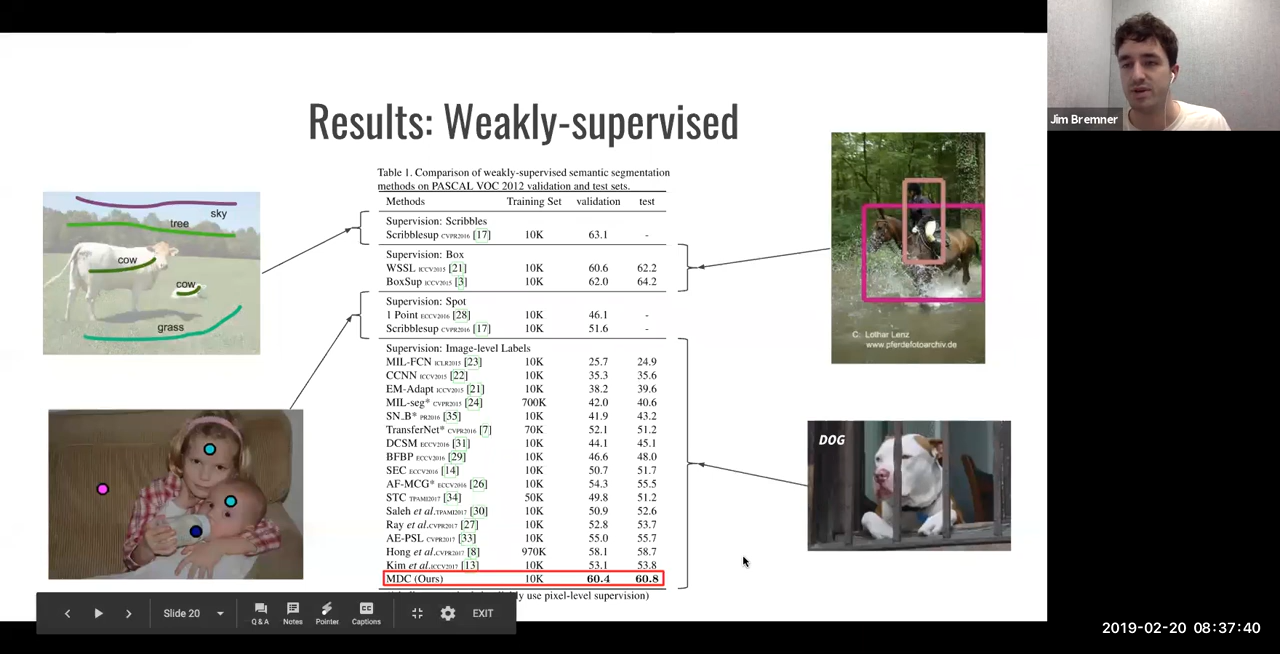 Results: Weakly-supervised
Table 1. Comparison of weakly-supervised semantic segmentation
methods on PASCAL VOC 2012 validation and test sets.
Methods Training Set validation test
Supervision: Scribbles
Scribblesup CVPR2016 [17] 10K 63.1 -
Supervision: Box
WSSL ICCV2015 [21] 10K 60.6 62.2
BoxSup ICCV2015 [3] 10K 62.0 64.2
Supervision: Spot
1 Point ECCV2016 [28] 10K 46.1 -
Scribblesup CVPR2016 [17] 10K 51.6 -
Supervision: Image-level Labels
MIL-FCN ICLR2015 [23] 10K 25.7 24.9
CCNN ICCV2015 [22] 10K 35.3 35.6
EM-Adapt ICCV2015 [21] 10K 38.2 39.6
MIL-seg* CVPR2015 [24] 700K 42.0 40.6
SN_B* PR2016 [35] 10K 41.9 43.2
TransferNet* CVPR2016 [7] 70K 52.1 51.2
DCSM ECCV2016 [31] 10K 44.1 45.1
BFBP ECCV2016 [29] 10K 46.6 48.0
SEC ECCV2016 [14] 10K 50.7 51.7
AF-MCG* ECCV2016 [26] 10K 54.3 55.5
STC TPAMI2017 [34] 50K 49.8 51.2
Saleh et al.TPAMI2017 [30] 10K 50.9 52.6
Ray et al.CVPR2017 [27] 10K 52.8 53.7
AE-PSL CVPR2017 [33] 10K 55.0 55.7
Hong et al.CVPR2017 [8] 970K 58.1 58.7
Kim et al.ICCV2017 [13] 10K 53.1 53.8
MDC (Ours) 10K 60.4 60.8
use pixel-level supervision)
sky
tree
cow
cow
grass
C: Lothar Lenz
www.pferdefotoarchiv.de
DOG
Jim Bremner
Slide 20
Q & A
Notes
Pointer
Captions
EXIT
2019-02-20 08:37:40